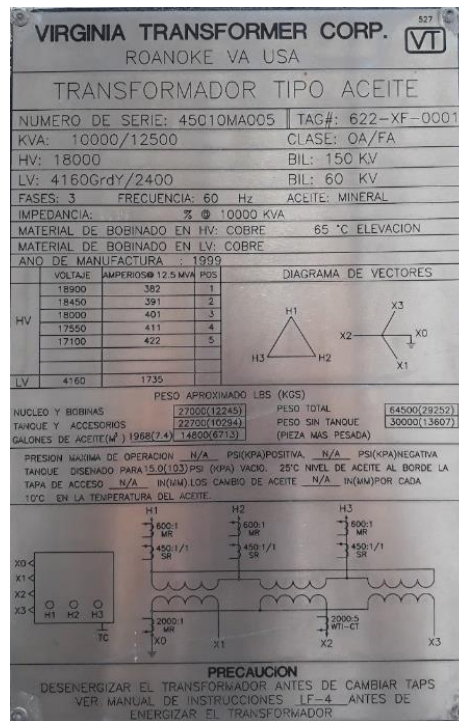 527
VIRGINIA TRANSFORMER CORP. VT
ROANOKE VA USA
TRANSFORMADOR TIPO ACEITE
NUMERO DE SERIE: 45010MA005 TAG#: 622-XF-0001
KVA: 10000/12500 CLASE: OA/FA
HV: 18000 BIL: 150 KV
LV: 4160GrdY/2400 BIL: 60 KV
FASES: 3 FRECUENCIA: 60 Hz ACEITE: MINERAL
IMPEDANCIA: % @ 10000 KVA
MATERIAL DE BOBINADO EN HV: COBRE 65 °C ELEVACION
MATERIAL DE BOBINADO EN LV: COBRE
ANO DE MANUFACTURA : 1999
VOLTAJE AMPERIOS@ 12.5 MVA POS DIAGRAMA DE VECTORES
HV
18900 382 1
18450 391 2
18000 401 3
17550 411 4
17100 422 5
LV 4160 1735
H1
H3 H2
X3
X2 X0
X1
PESO APROXIMADO LBS (KGS)
NUCLEO Y BOBINAS 27000(12245) PESO TOTAL 64500(29252)
TANQUE Y ACCESORIOS 22700(10294) PESO SIN TANQUE 30000(13607)
GALONES DE ACEITE(M³) 1968(7.4) 14800(6713) (PIEZA MAS PESADA)
PRESION MAXIMA DE OPERACION N/A PSI(KPA)POSITIVA, N/A PSI(KPA)NEGATIVA
TANQUE DISENADO PARA 15.0(103) PSI (KPA) VACIO. 25°C NIVEL DE ACEITE AL BORDE LA
TAPA DE ACCESO N/A IN(MM).LOS CAMBIO DE ACEITE N/A IN(MM)POR CADA
10°C EN LA TEMPERATURA DEL ACEITE.
H1 H2 H3
600:1 600:1 600:1
MR MR MR
450:1/1 450:1/1 450:1/1
SR SR SR
X0
X1
X2
X3
H1 H2 H3
TC
2000:1 2000:5
MR WTI-CT
X0 X1 X2 X3
PRECAUCION
DESENERGIZAR EL TRANSFORMADOR ANTES DE CAMBIAR TAPS
VER MANUAL DE INSTRUCCIONES LF-4 ANTES DE
ENERGIZAR EL TRANSFORMADOR